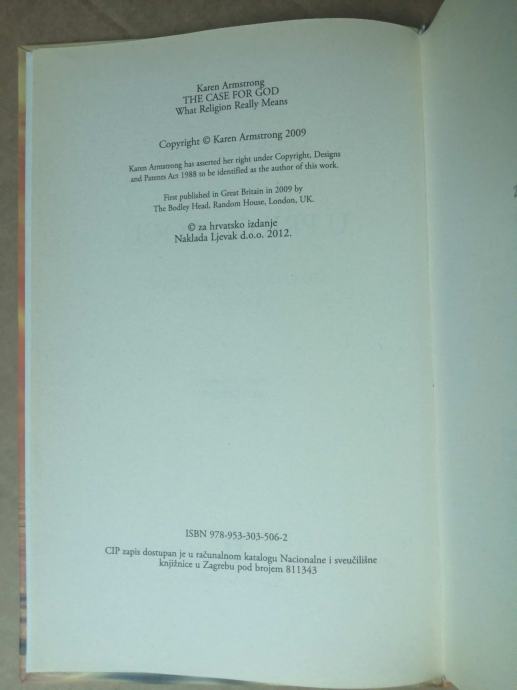 Karen Armstrong
THE CASE FOR GOD
What Religion Really Means
Copyright © Karen Armstrong 2009
Karen Armstrong has asserted her right under Copyright, Designs
and Patents Act 1988 to be identified as the author of this work.
First published in Great Britain in 2009 by
The Bodley Head, Random House, London, UK.
© za hrvatsko izdanje
Naklada Ljevak d.o.o. 2012.
ISBN 978-953-303-506-2
CIP zapis dostupan je u računalnom katalogu Nacionalne i sveučilišne
knjižnice u Zagrebu pod brojem 811343